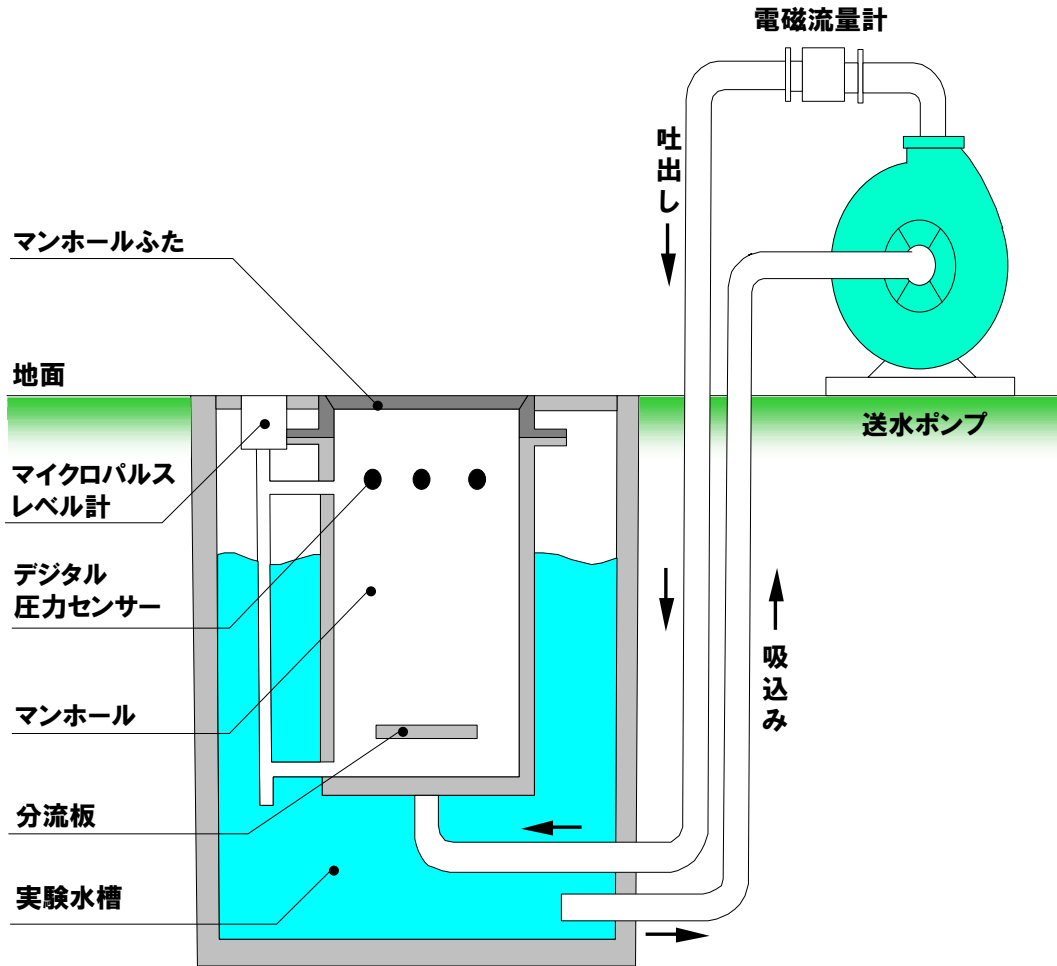 電磁流量計
吐出し
マンホールふた
地面
送水ポンプ
マイクロパルス
レベル計
デジタル
圧力センサー
吸込み
マンホール
分流板
実験水槽